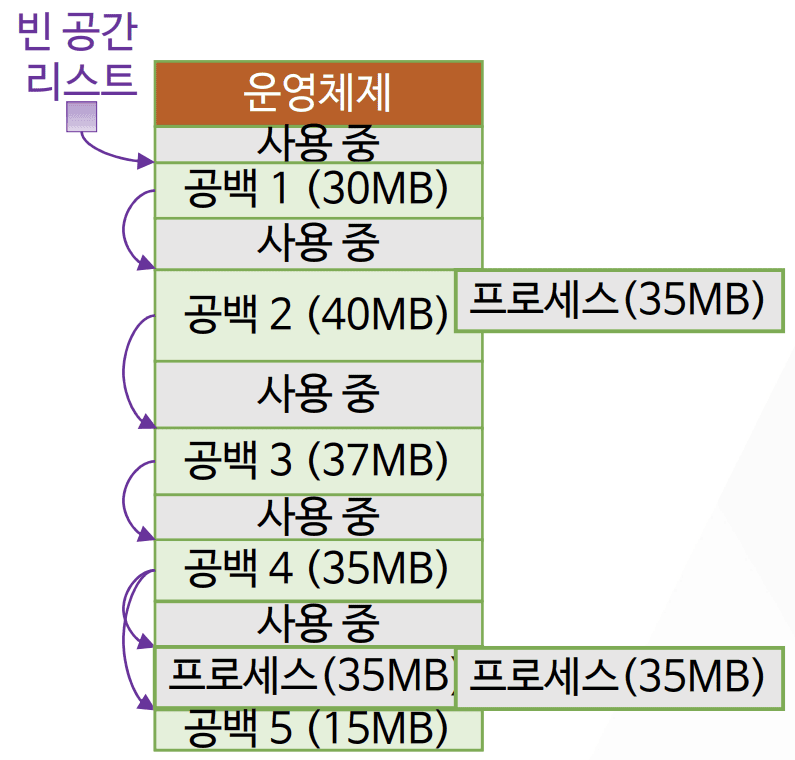 빈 공간
리스트
운영체제
사용 중
공백 1 (30MB)
사용 중
공백 2 (40MB)
프로세스(35MB)
사용 중
공백 3 (37MB)
사용 중
공백 4 (35MB)
사용 중
프로세스(35MB)
프로세스(35MB)
공백 5 (15MB)